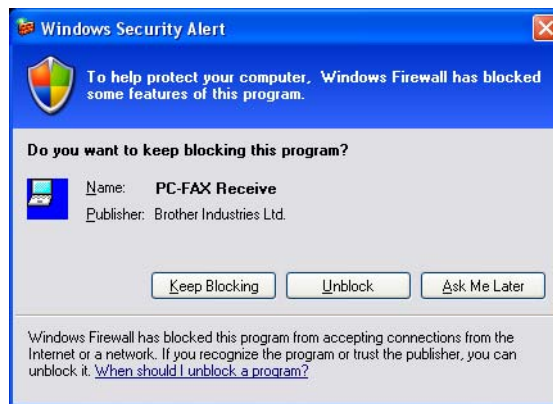 Windows Security Alert
To help protect your computer, Windows Firewall has blocked
some features of this program.
Do you want to keep blocking this program?
Name: PC-FAX Receive
Publisher: Brother Industries Ltd.
Keep Blocking Unblock Ask Me Later
Windows Firewall has blocked this program from accepting connections from the
Internet or a network. If you recognize the program or trust the publisher, you can
unblock it. When should I unblock a program?